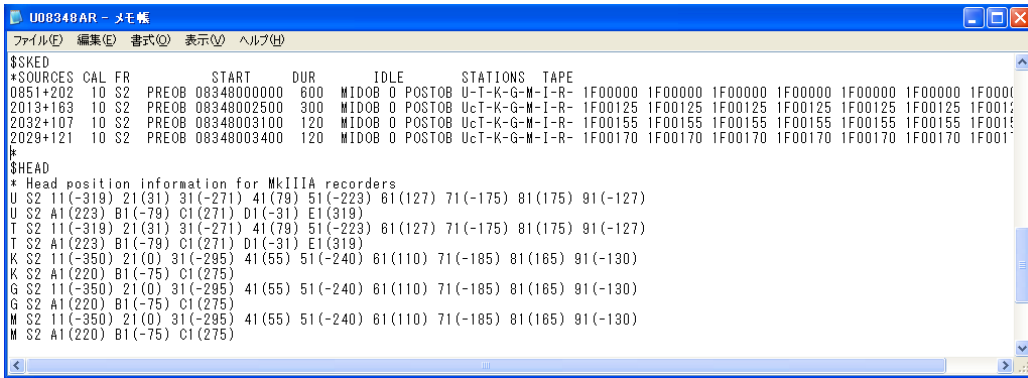 U08348AR - メモ帳
ファイル(F) 編集(E) 書式(O) 表示(V) ヘルプ(H)
$SKED
*SOURCES CAL FR START DUR IDLE STATIONS TAPE
0851+202 10 S2 PREOB 08348000000 600 MIDOB 0 POSTOB U-T-K-G-M-I-R- 1F00000 1F00000 1F00000 1F00000 1F00000 1F00000 1F000
2013+163 10 S2 PREOB 08348002500 300 MIDOB 0 POSTOB UcT-K-G-M-I-R- 1F00125 1F00125 1F00125 1F00125 1F00125 1F00125 1F0012
2032+107 10 S2 PREOB 08348003100 120 MIDOB 0 POSTOB UcT-K-G-M-I-R- 1F00155 1F00155 1F00155 1F00155 1F00155 1F00155 1F001
2029+121 10 S2 PREOB 08348003400 120 MIDOB 0 POSTOB UcT-K-G-M-I-R- 1F00170 1F00170 1F00170 1F00170 1F00170 1F00170 1F001
*
$HEAD
* Head position information for MkIIIA recorders
U S2 11(-319) 21(31) 31(-271) 41(79) 51(-223) 61(127) 71(-175) 81(175) 91(-127)
U S2 A1(223) B1(-79) C1(271) D1(-31) E1(319)
T S2 11(-319) 21(31) 31(-271) 41(79) 51(-223) 61(127) 71(-175) 81(175) 91(-127)
T S2 A1(223) B1(-79) C1(271) D1(-31) E1(319)
K S2 11(-350) 21(0) 31(-295) 41(55) 51(-240) 61(110) 71(-185) 81(165) 91(-130)
K S2 A1(220) B1(-75) C1(275)
G S2 11(-350) 21(0) 31(-295) 41(55) 51(-240) 61(110) 71(-185) 81(165) 91(-130)
G S2 A1(220) B1(-75) C1(275)
M S2 11(-350) 21(0) 31(-295) 41(55) 51(-240) 61(110) 71(-185) 81(165) 91(-130)
M S2 A1(220) B1(-75) C1(275)